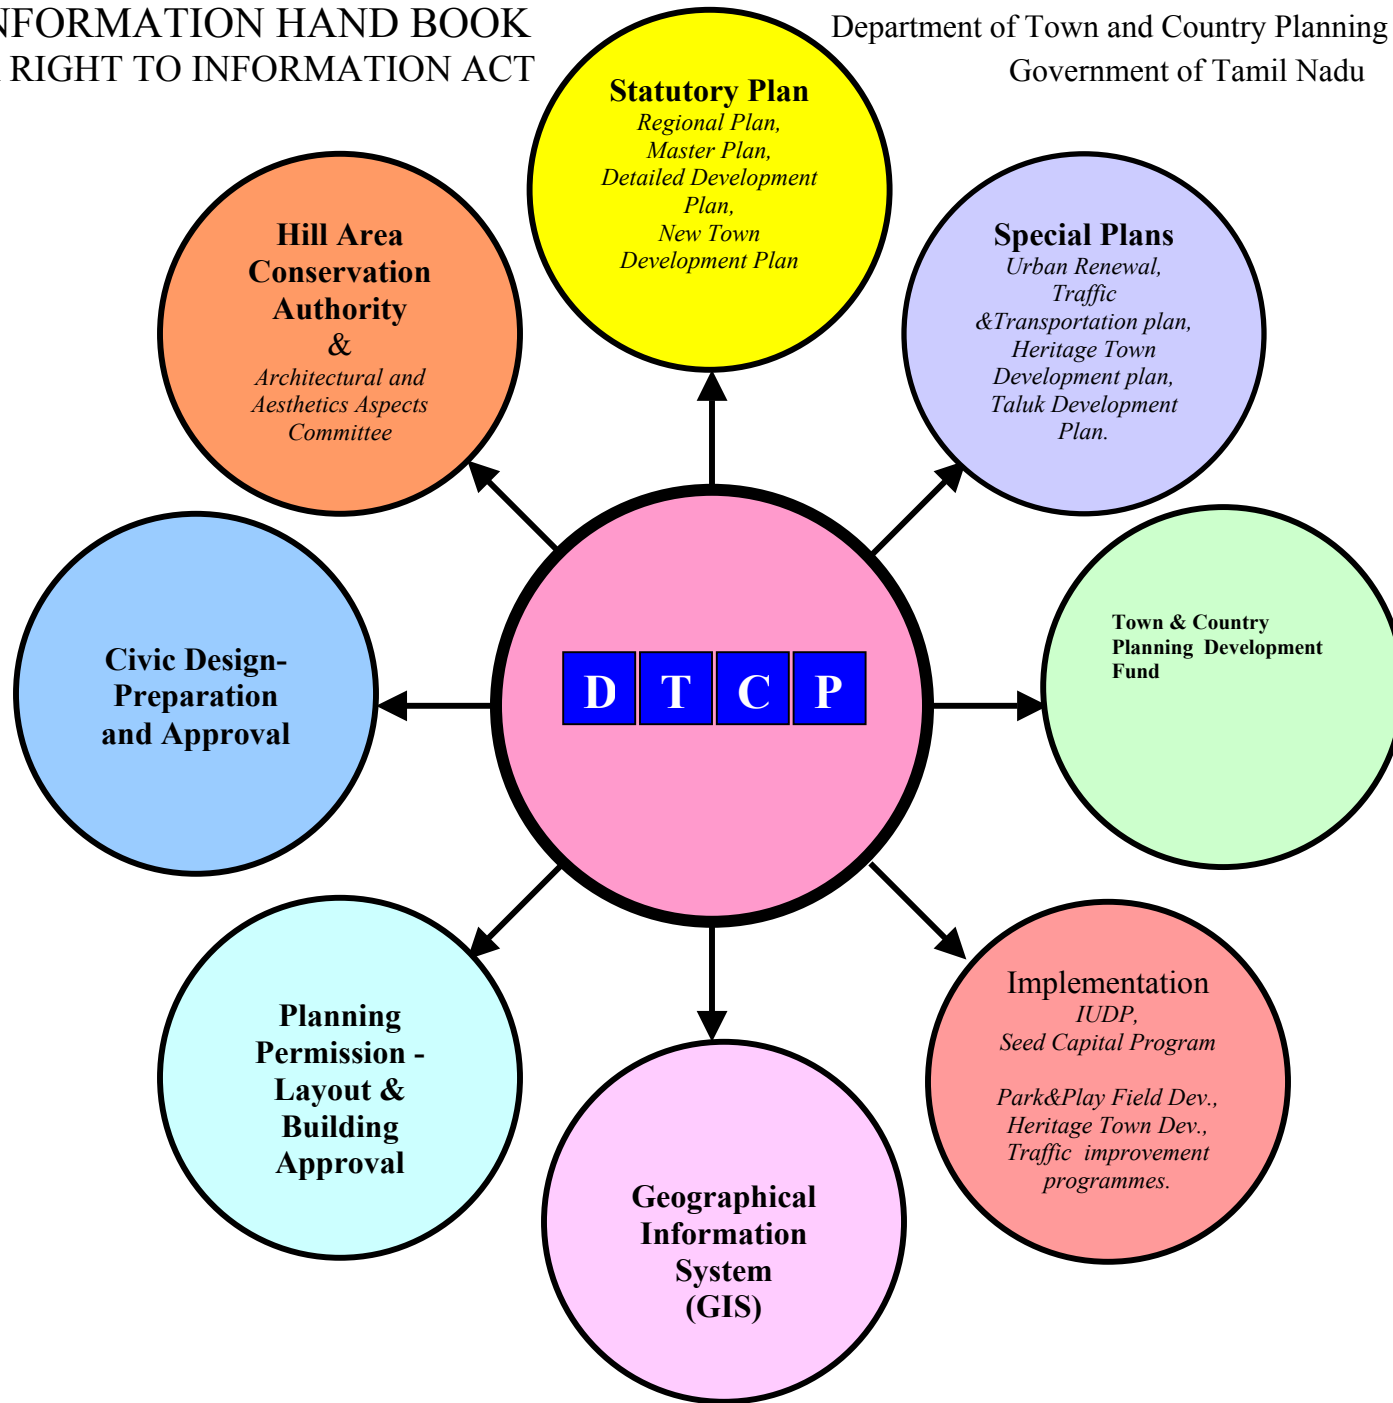 NFORMATION HAND BOOK
RIGHT TO INFORMATION ACT
Department of Town and Country Planning
Government of Tamil Nadu
Statutory Plan
Regional Plan,
Master Plan,
Detailed Development
Plan,
New Town
Development Plan
Hill Area
Conservation
Authority
&
Architectural and
Aesthetics Aspects
Committee
Special Plans
Urban Renewal,
Traffic
&Transportation plan,
Heritage Town
Development plan,
Taluk Development
Plan.
Civic Design-
Preparation
and Approval
D T C P
Town & Country
Planning Development
Fund
Planning
Permission -
Layout &
Building
Approval
Implementation
IUDP,
Seed Capital Program
Park&Play Field Dev.,
Heritage Town Dev.,
Traffic improvement
programmes.
Geographical
Information
System
(GIS)